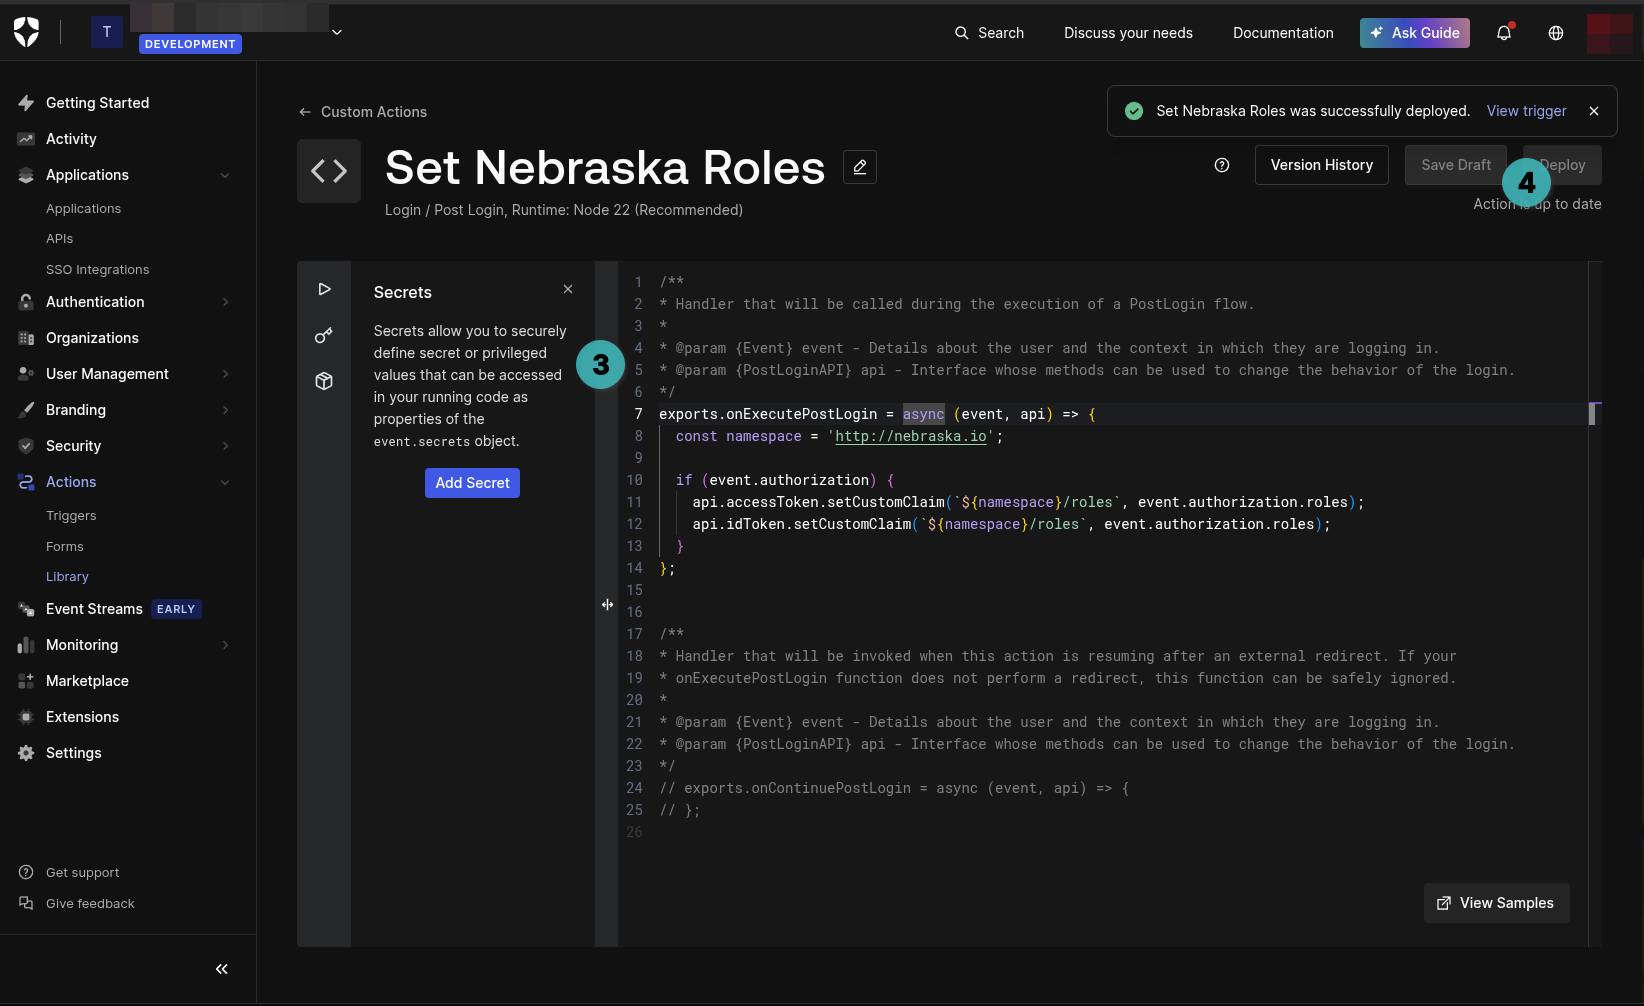 T
DEVELOPMENT
Search
Discuss your needs
Documentation
Ask Guide
Getting Started
Activity
Applications
Applications
APIs
SSO Integrations
Authentication
Organizations
User Management
Branding
Security
Actions
Triggers
Forms
Library
Event Streams EARLY
Monitoring
Marketplace
Extensions
Settings
Get support
Give feedback
Custom Actions
Set Nebraska Roles was successfully deployed. View trigger
Set Nebraska Roles
Login / Post Login, Runtime: Node 22 (Recommended)
Version History
Save Draft
Deploy
4
Action is up to date
Secrets
Secrets allow you to securely
define secret or privileged
values that can be accessed
in your running code as
properties of the
event.secrets object.
Add Secret
3
1 /**
2 * Handler that will be called during the execution of a PostLogin flow.
3 *
4 * @param {Event} event - Details about the user and the context in which they are logging in.
5 * @param {PostLoginAPI} api - Interface whose methods can be used to change the behavior of the login.
6 */
7 exports.onExecutePostLogin = async (event, api) => {
8 const namespace = 'http://nebraska.io';
9
10 if (event.authorization) {
11 api.accessToken.setCustomClaim(`${namespace}/roles`, event.authorization.roles);
12 api.idToken.setCustomClaim(`${namespace}/roles`, event.authorization.roles);
13 }
14 };
15
16
17 /**
18 * Handler that will be invoked when this action is resuming after an external redirect. If your
19 * onExecutePostLogin function does not perform a redirect, this function can be safely ignored.
20 *
21 * @param {Event} event - Details about the user and the context in which they are logging in.
22 * @param {PostLoginAPI} api - Interface whose methods can be used to change the behavior of the login.
23 */
24 // exports.onContinuePostLogin = async (event, api) => {
25 // };
26
View Samples